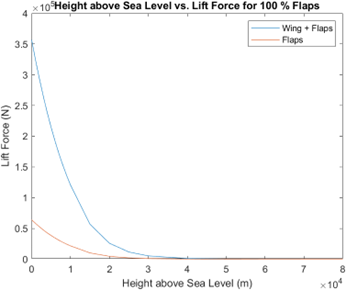 ×10⁵
Height above Sea Level vs. Lift Force for 100 % Flaps
4
3.5
3
2.5
2
1.5
1
0.5
0
Lift Force (N)
Wing + Flaps
Flaps
0 1 2 3 4 5 6 7 8
Height above Sea Level (m)
×10⁴